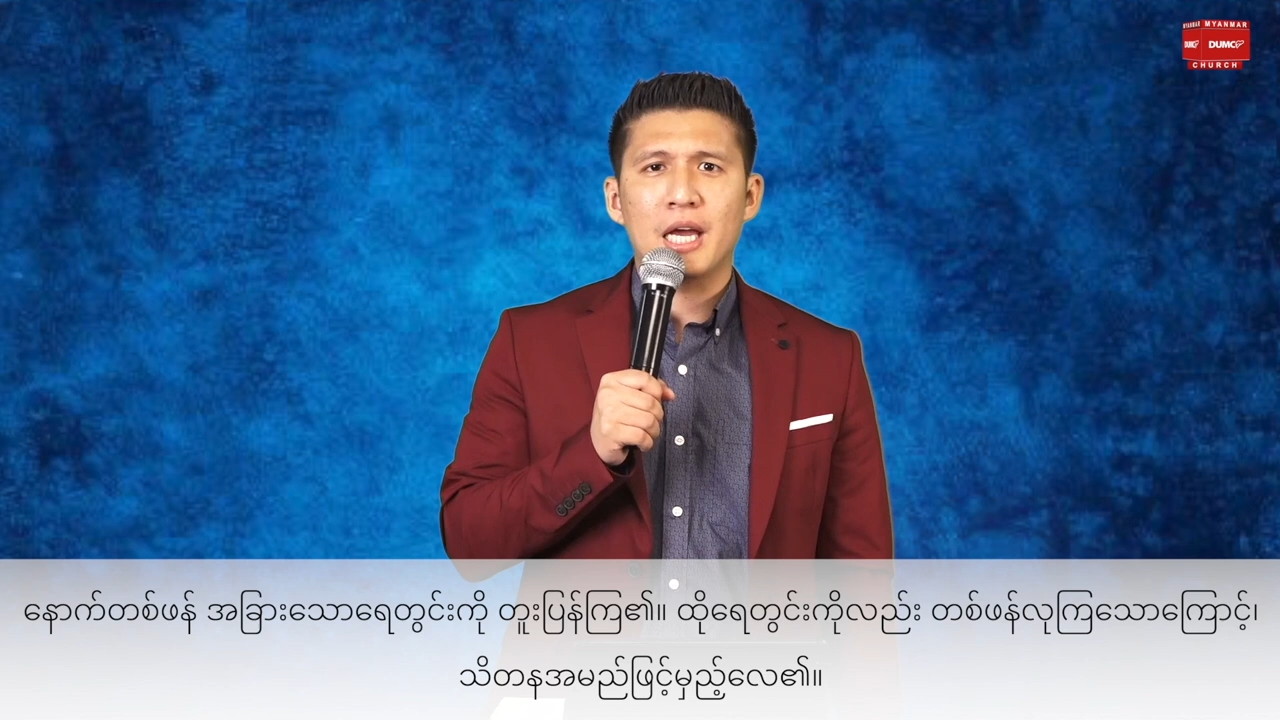 MYANMAR MYANMAR
DUMC DUMC
CHURCH
နောက်တစ်ဖန် အခြားသောရေတွင်းကို တူးပြန်ကြ၏။ ထိုရေတွင်းကိုလည်း တစ်ဖန်လုကြသောကြောင့်၊
သိတနအမည်ဖြင့်မှည့်လေ၏။